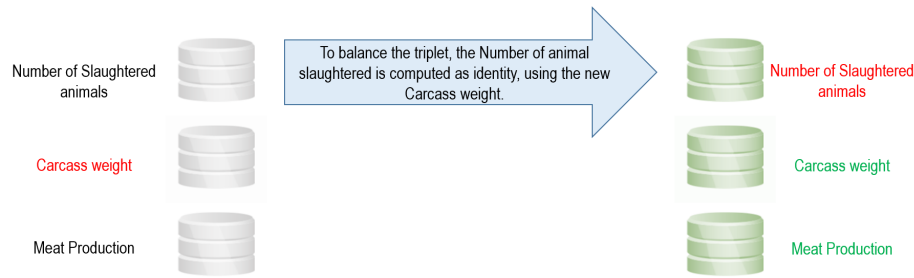 Number of Slaughtered
animals
Carcass weight
Meat Production
To balance the triplet, the Number of animal
slaughtered is computed as identity, using the new
Carcass weight.
Number of Slaughtered
animals
Carcass weight
Meat Production